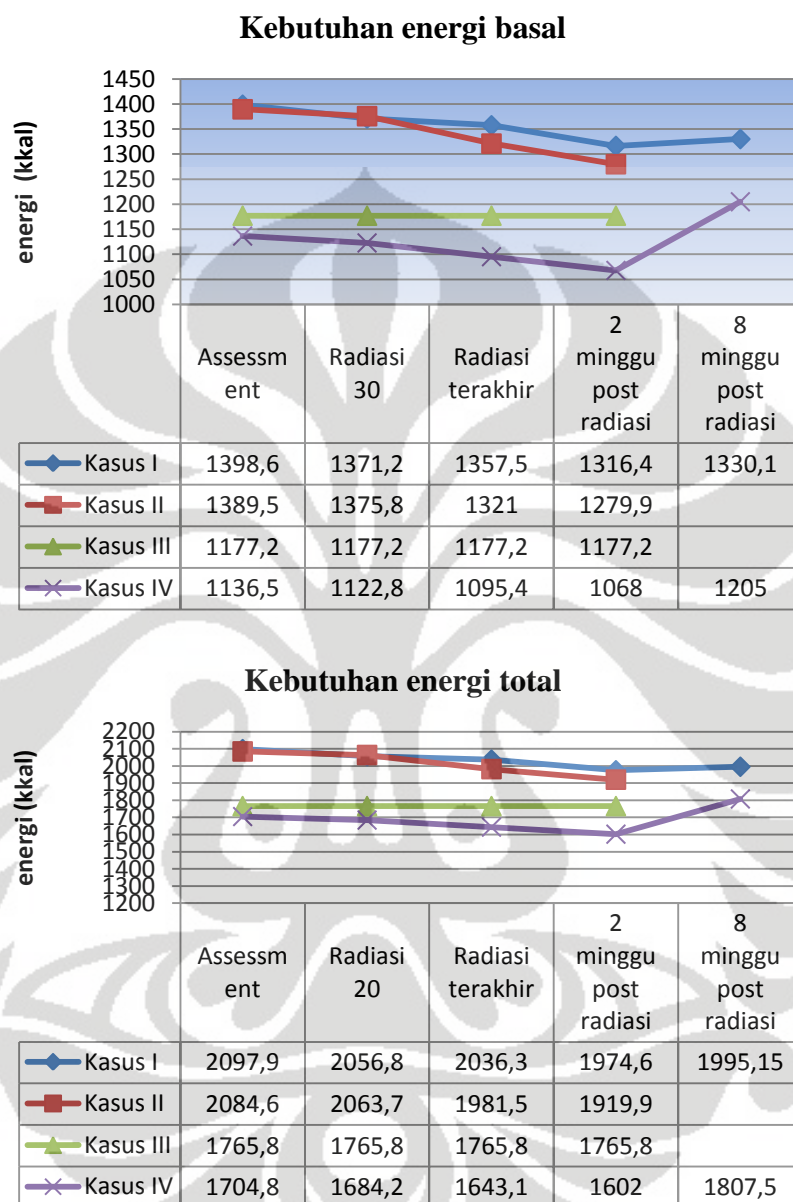 Kebutuhan energi basal
energi (kkal)
1450
1400
1350
1300
1250
1200
1150
1100
1050
1000
Assessm
ent
Radiasi
30
Radiasi
terakhir
2
minggu
post
radiasi
8
minggu
post
radiasi
Kasus I 1398,6 1371,2 1357,5 1316,4 1330,1
Kasus II 1389,5 1375,8 1321 1279,9
Kasus III 1177,2 1177,2 1177,2 1177,2
Kasus IV 1136,5 1122,8 1095,4 1068 1205
Kebutuhan energi total
energi (kkal)
2200
2100
2000
1900
1800
1700
1600
1500
1400
1300
1200
Assessm
ent
Radiasi
20
Radiasi
terakhir
2
minggu
post
radiasi
8
minggu
post
radiasi
Kasus I 2097,9 2056,8 2036,3 1974,6 1995,15
Kasus II 2084,6 2063,7 1981,5 1919,9
Kasus III 1765,8 1765,8 1765,8 1765,8
Kasus IV 1704,8 1684,2 1643,1 1602 1807,5